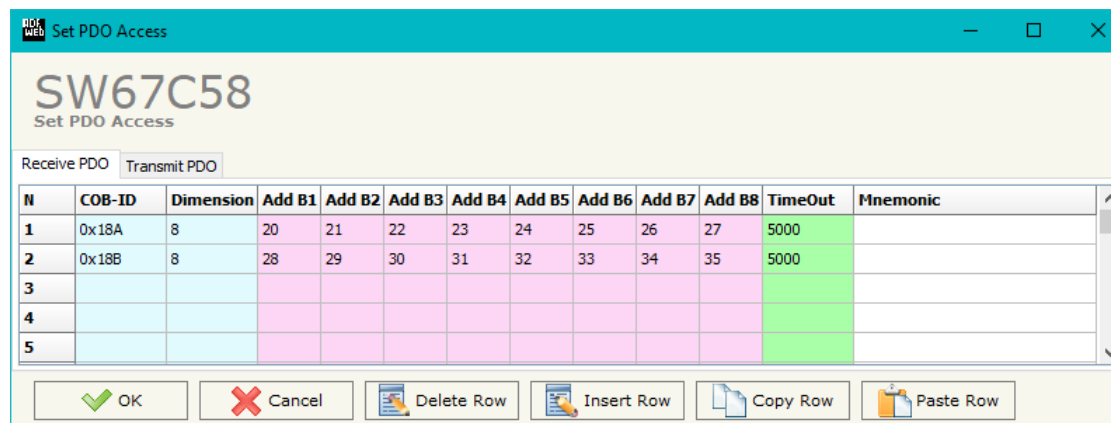 ADF WEB Set PDO Access
SW67C58
Set PDO Access
Receive PDO Transmit PDO
N COB-ID Dimension Add B1 Add B2 Add B3 Add B4 Add B5 Add B6 Add B7 Add B8 TimeOut Mnemonic
1 0x18A 8 20 21 22 23 24 25 26 27 5000
2 0x18B 8 28 29 30 31 32 33 34 35 5000
3
4
5
OK Cancel Delete Row Insert Row Copy Row Paste Row